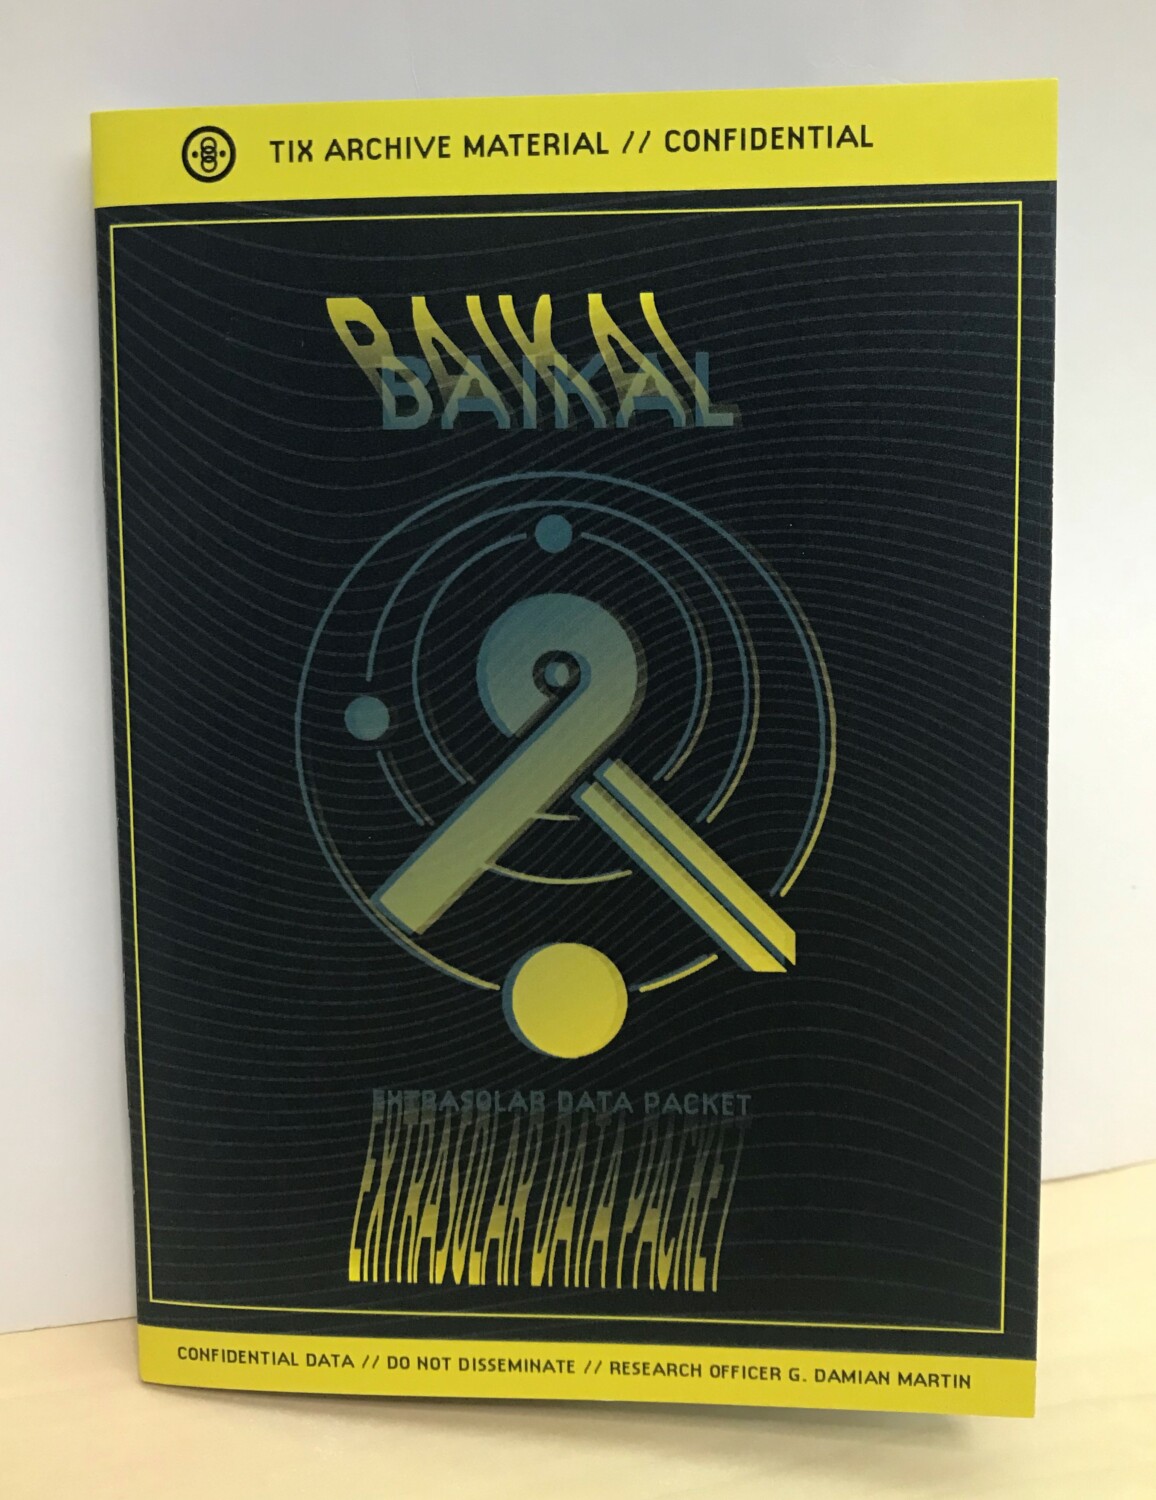 TIX ARCHIVE MATERIAL // CONFIDENTIAL
BAIKAL
BAIKAL
EXTRASOLAR DATA PACKET
EXTRASOLAR DATA PACKET
CONFIDENTIAL DATA // DO NOT DISSEMINATE // RESEARCH OFFICER G. DAMIAN MARTIN